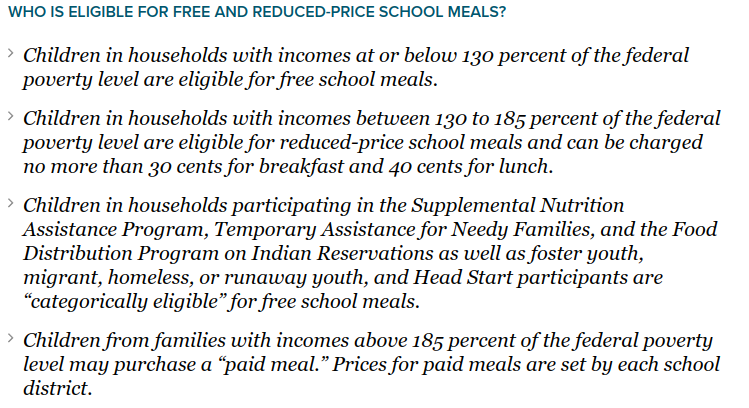 WHO IS ELIGIBLE FOR FREE AND REDUCED-PRICE SCHOOL MEALS?
› Children in households with incomes at or below 130 percent of the federal
poverty level are eligible for free school meals.
› Children in households with incomes between 130 to 185 percent of the federal
poverty level are eligible for reduced-price school meals and can be charged
no more than 30 cents for breakfast and 40 cents for lunch.
› Children in households participating in the Supplemental Nutrition
Assistance Program, Temporary Assistance for Needy Families, and the Food
Distribution Program on Indian Reservations as well as foster youth,
migrant, homeless, or runaway youth, and Head Start participants are
“categorically eligible” for free school meals.
› Children from families with incomes above 185 percent of the federal poverty
level may purchase a “paid meal.” Prices for paid meals are set by each school
district.